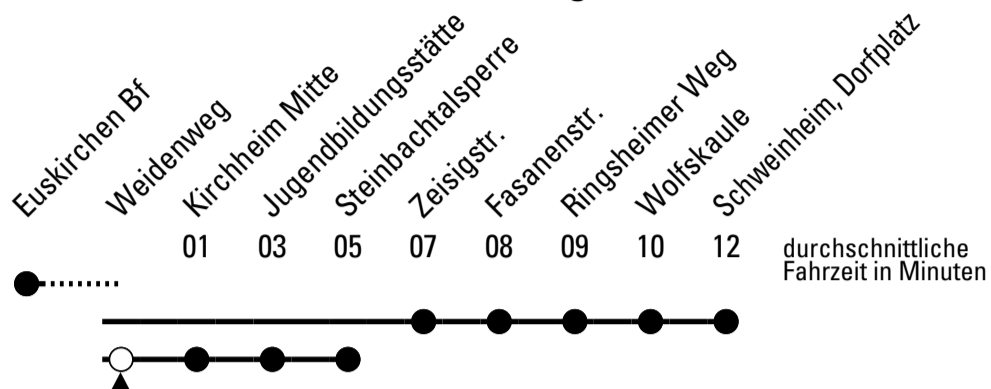 Euskirchen Bf
Weidenweg
Kirchheim Mitte
Jugendbildungsstätte
Steinbachtalsperre
Zeisigstr.
Fasanenstr.
Ringsheimer Weg
Wolfskaule
Schweinheim, Dorfplatz
01 03 05 07 08 09 10 12
durchschnittliche
Fahrzeit in Minuten